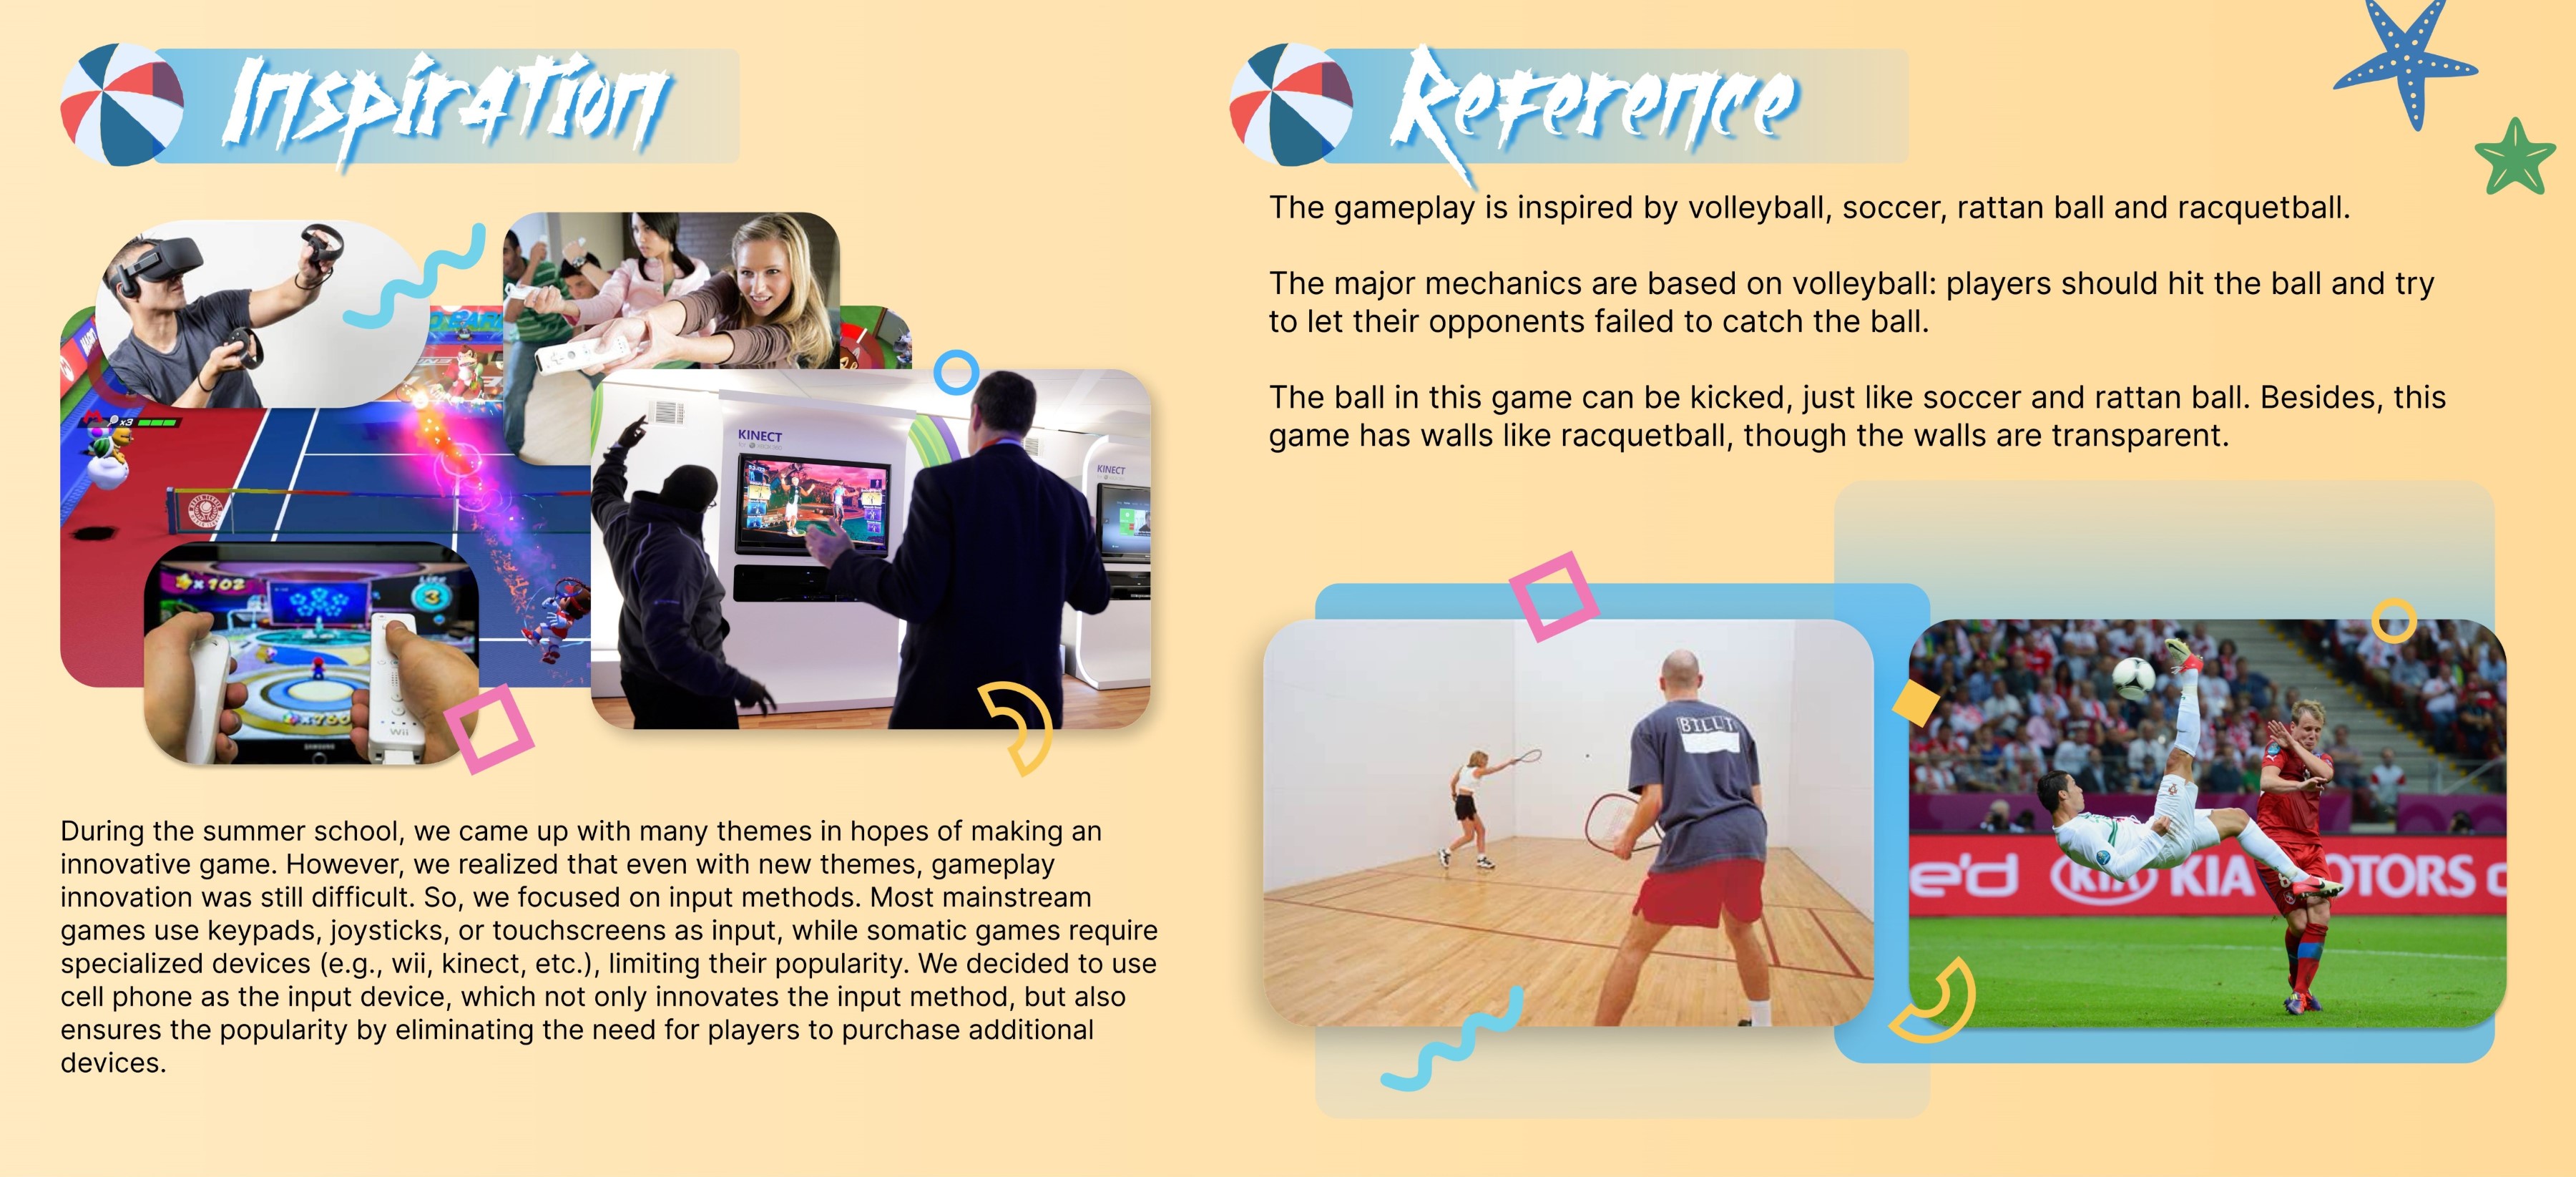 Inspiration
KINECT
KINECT
x3
x102
3
SAMSUNG
Wii
During the summer school, we came up with many themes in hopes of making an
innovative game. However, we realized that even with new themes, gameplay
innovation was still difficult. So, we focused on input methods. Most mainstream
games use keypads, joysticks, or touchscreens as input, while somatic games require
specialized devices (e.g., wii, kinect, etc.), limiting their popularity. We decided to use
cell phone as the input device, which not only innovates the input method, but also
ensures the popularity by eliminating the need for players to purchase additional
devices.
Reference
The gameplay is inspired by volleyball, soccer, rattan ball and racquetball.
The major mechanics are based on volleyball: players should hit the ball and try
to let their opponents failed to catch the ball.
The ball in this game can be kicked, just like soccer and rattan ball. Besides, this
game has walls like racquetball, though the walls are transparent.
BILLT
e'd KIA KIA OTORS